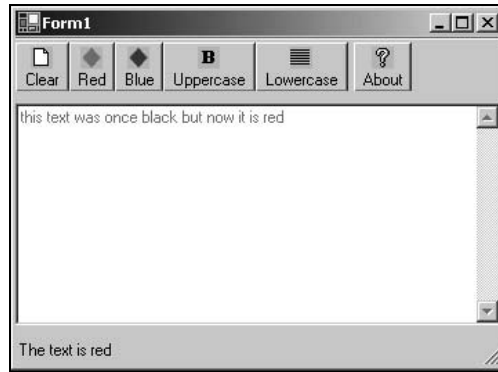 Form1
Clear Red Blue Uppercase Lowercase About
this text was once black but now it is red
The text is red